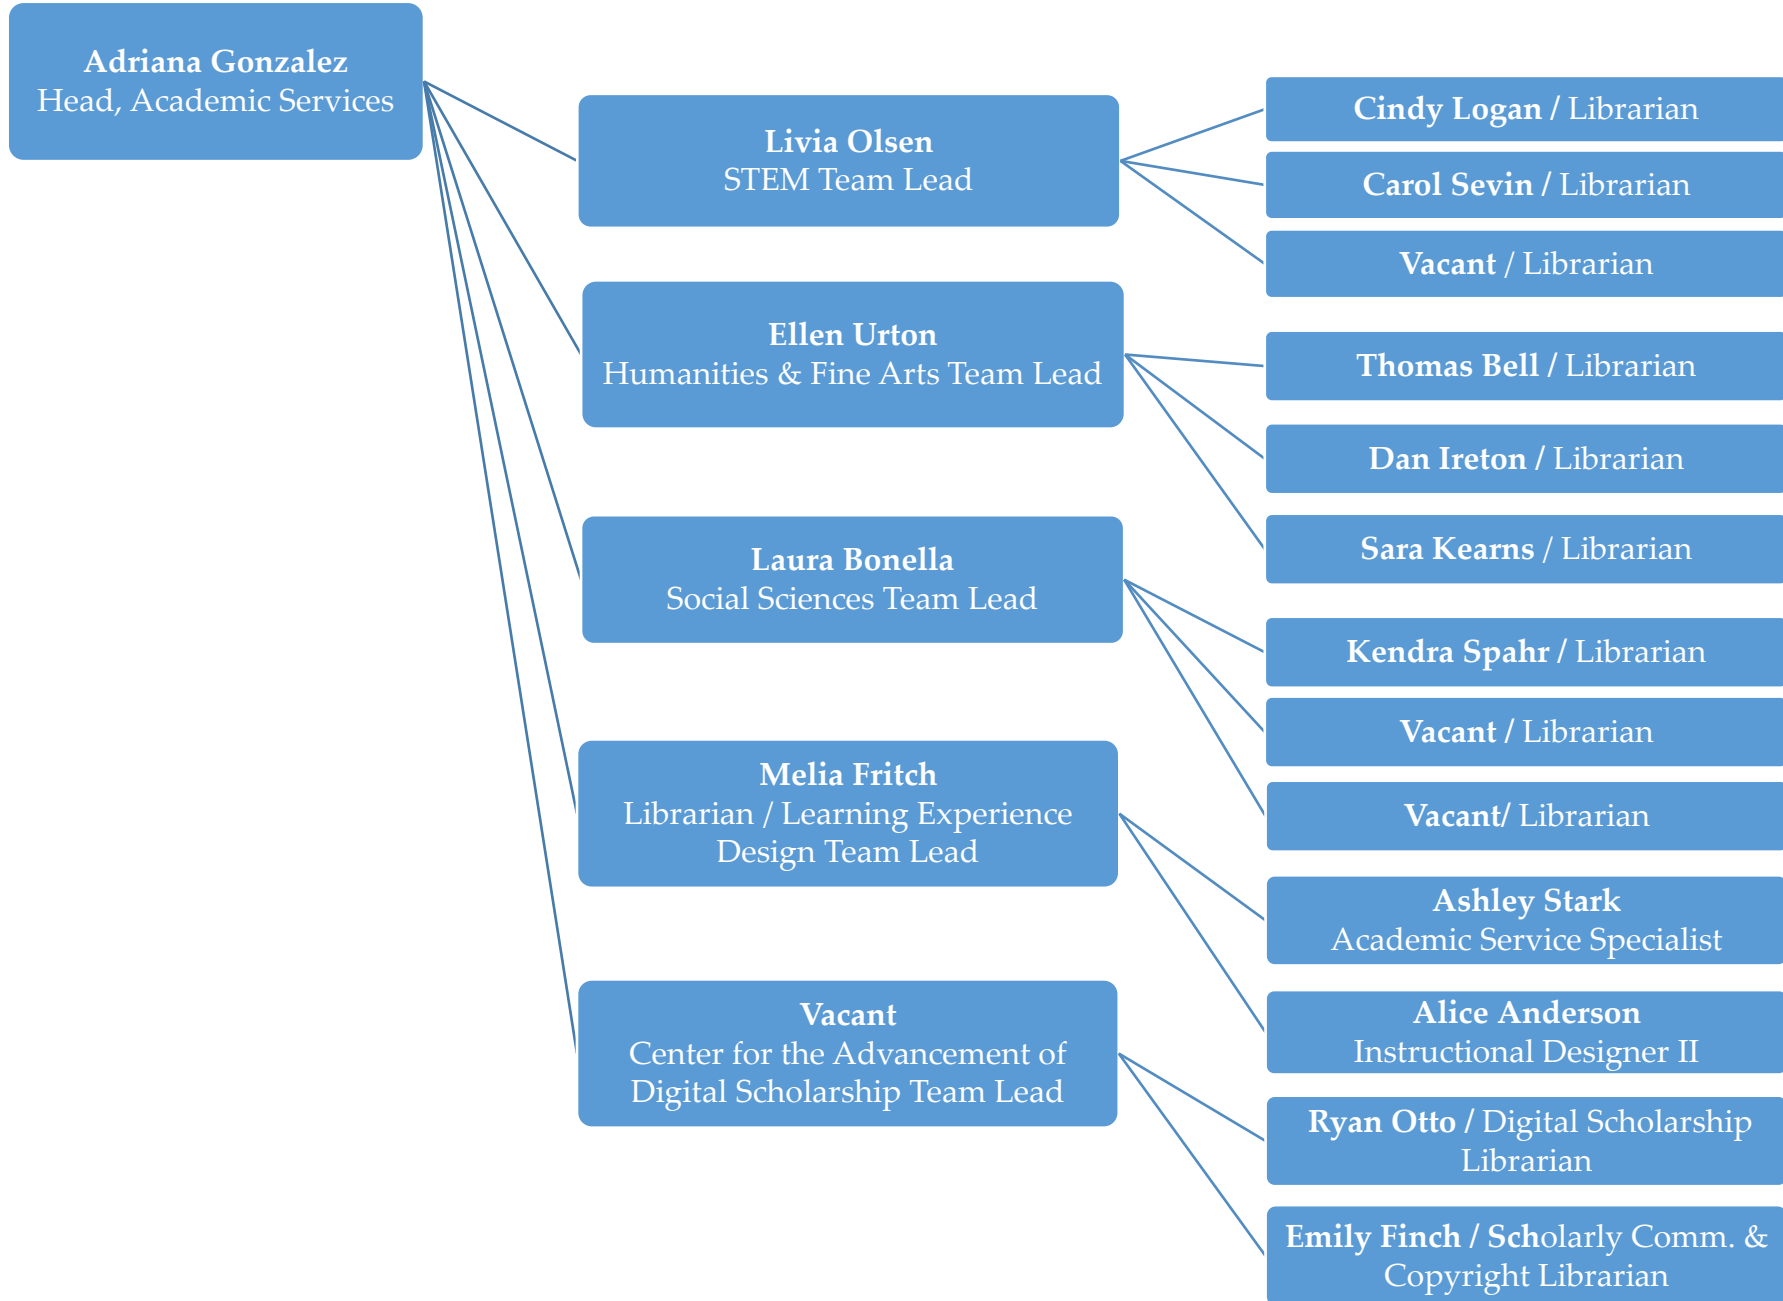 Adriana Gonzalez
Head, Academic Services
Livia Olsen
STEM Team Lead
Cindy Logan / Librarian
Carol Sevin / Librarian
Vacant / Librarian
Ellen Urton
Humanities & Fine Arts Team Lead
Thomas Bell / Librarian
Dan Ireton / Librarian
Sara Kearns / Librarian
Laura Bonella
Social Sciences Team Lead
Kendra Spahr / Librarian
Vacant / Librarian
Vacant/ Librarian
Melia Fritch
Librarian / Learning Experience
Design Team Lead
Ashley Stark
Academic Service Specialist
Alice Anderson
Instructional Designer II
Vacant
Center for the Advancement of
Digital Scholarship Team Lead
Ryan Otto / Digital Scholarship
Librarian
Emily Finch / Scholarly Comm. &
Copyright Librarian